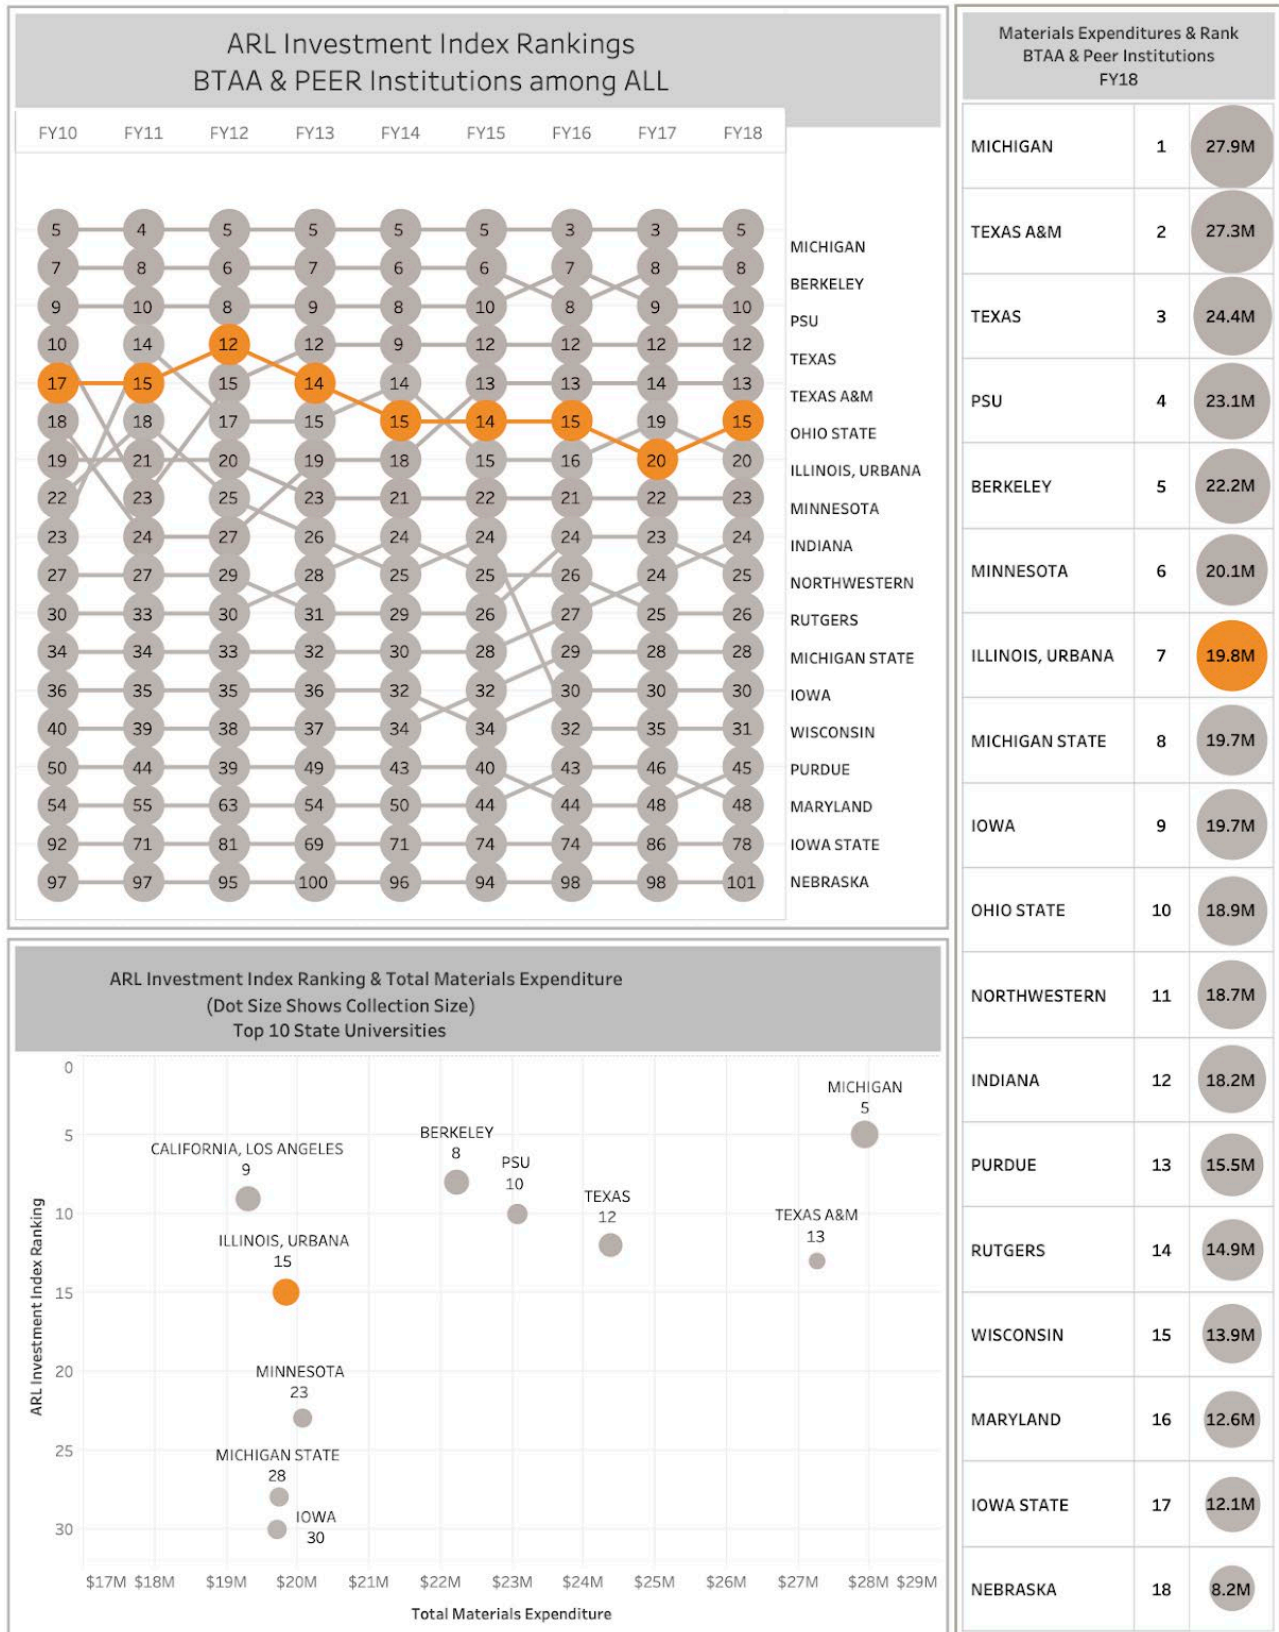 ARL Investment Index Rankings
BTAA & PEER Institutions among ALL
FY10 FY11 FY12 FY13 FY14 FY15 FY16 FY17 FY18
5 4 5 5 5 5 3 3 5
MICHIGAN
7 8 6 7 6 6 7 8 8
BERKELEY
9 10 8 9 8 10 8 9 10
PSU
10 14 12 12 9 12 12 12 12
TEXAS
17 15 15 14 14 13 13 14 13
TEXAS A&M
18 18 17 15 15 14 15 19 15
OHIO STATE
19 21 20 19 18 15 16 20 20
ILLINOIS, URBANA
22 23 25 23 21 22 21 22 23
MINNESOTA
23 24 27 26 24 24 24 23 24
INDIANA
27 27 29 28 25 25 26 24 25
NORTHWESTERN
30 33 30 31 29 26 27 25 26
RUTGERS
34 34 33 32 30 28 29 28 28
MICHIGAN STATE
36 35 35 36 32 32 30 30 30
IOWA
40 39 38 37 34 34 32 35 31
WISCONSIN
50 44 39 49 43 40 43 46 45
PURDUE
54 55 63 54 50 44 44 48 48
MARYLAND
92 71 81 69 71 74 74 86 78
IOWA STATE
97 97 95 100 96 94 98 98 101
NEBRASKA
Materials Expenditures & Rank
BTAA & Peer Institutions
FY18
MICHIGAN 1 27.9M
TEXAS A&M 2 27.3M
TEXAS 3 24.4M
PSU 4 23.1M
BERKELEY 5 22.2M
MINNESOTA 6 20.1M
ILLINOIS, URBANA 7 19.8M
MICHIGAN STATE 8 19.7M
IOWA 9 19.7M
OHIO STATE 10 18.9M
NORTHWESTERN 11 18.7M
INDIANA 12 18.2M
PURDUE 13 15.5M
RUTGERS 14 14.9M
WISCONSIN 15 13.9M
MARYLAND 16 12.6M
IOWA STATE 17 12.1M
NEBRASKA 18 8.2M
ARL Investment Index Ranking & Total Materials Expenditure
(Dot Size Shows Collection Size)
Top 10 State Universities
ARL Investment Index Ranking
0
5
10
15
20
25
30
MICHIGAN
5
BERKELEY
8
CALIFORNIA, LOS ANGELES
9
PSU
10
TEXAS
12
TEXAS A&M
13
ILLINOIS, URBANA
15
MINNESOTA
23
MICHIGAN STATE
28
IOWA
30
$17M $18M $19M $20M $21M $22M $23M $24M $25M $26M $27M $28M $29M
Total Materials Expenditure